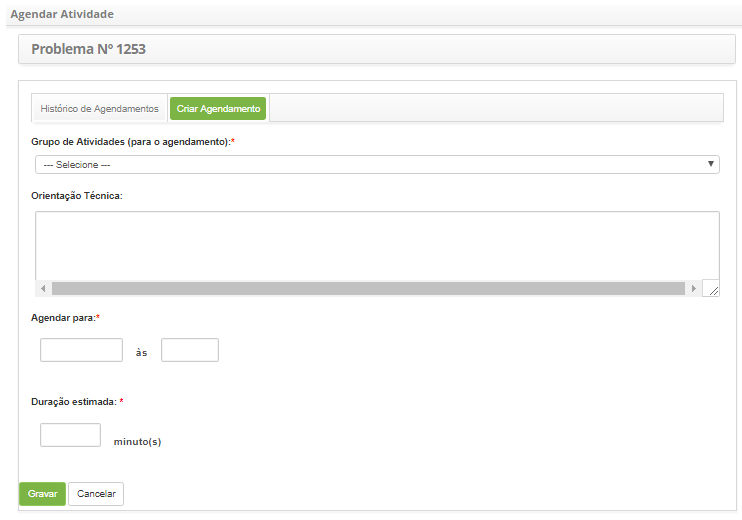 Agendar Atividade
Problema Nº 1253
Histórico de Agendamentos Criar Agendamento
Grupo de Atividades (para o agendamento):*
--- Selecione ---
Orientação Técnica:
Agendar para:*
às
Duração estimada: *
minuto(s)
Gravar Cancelar